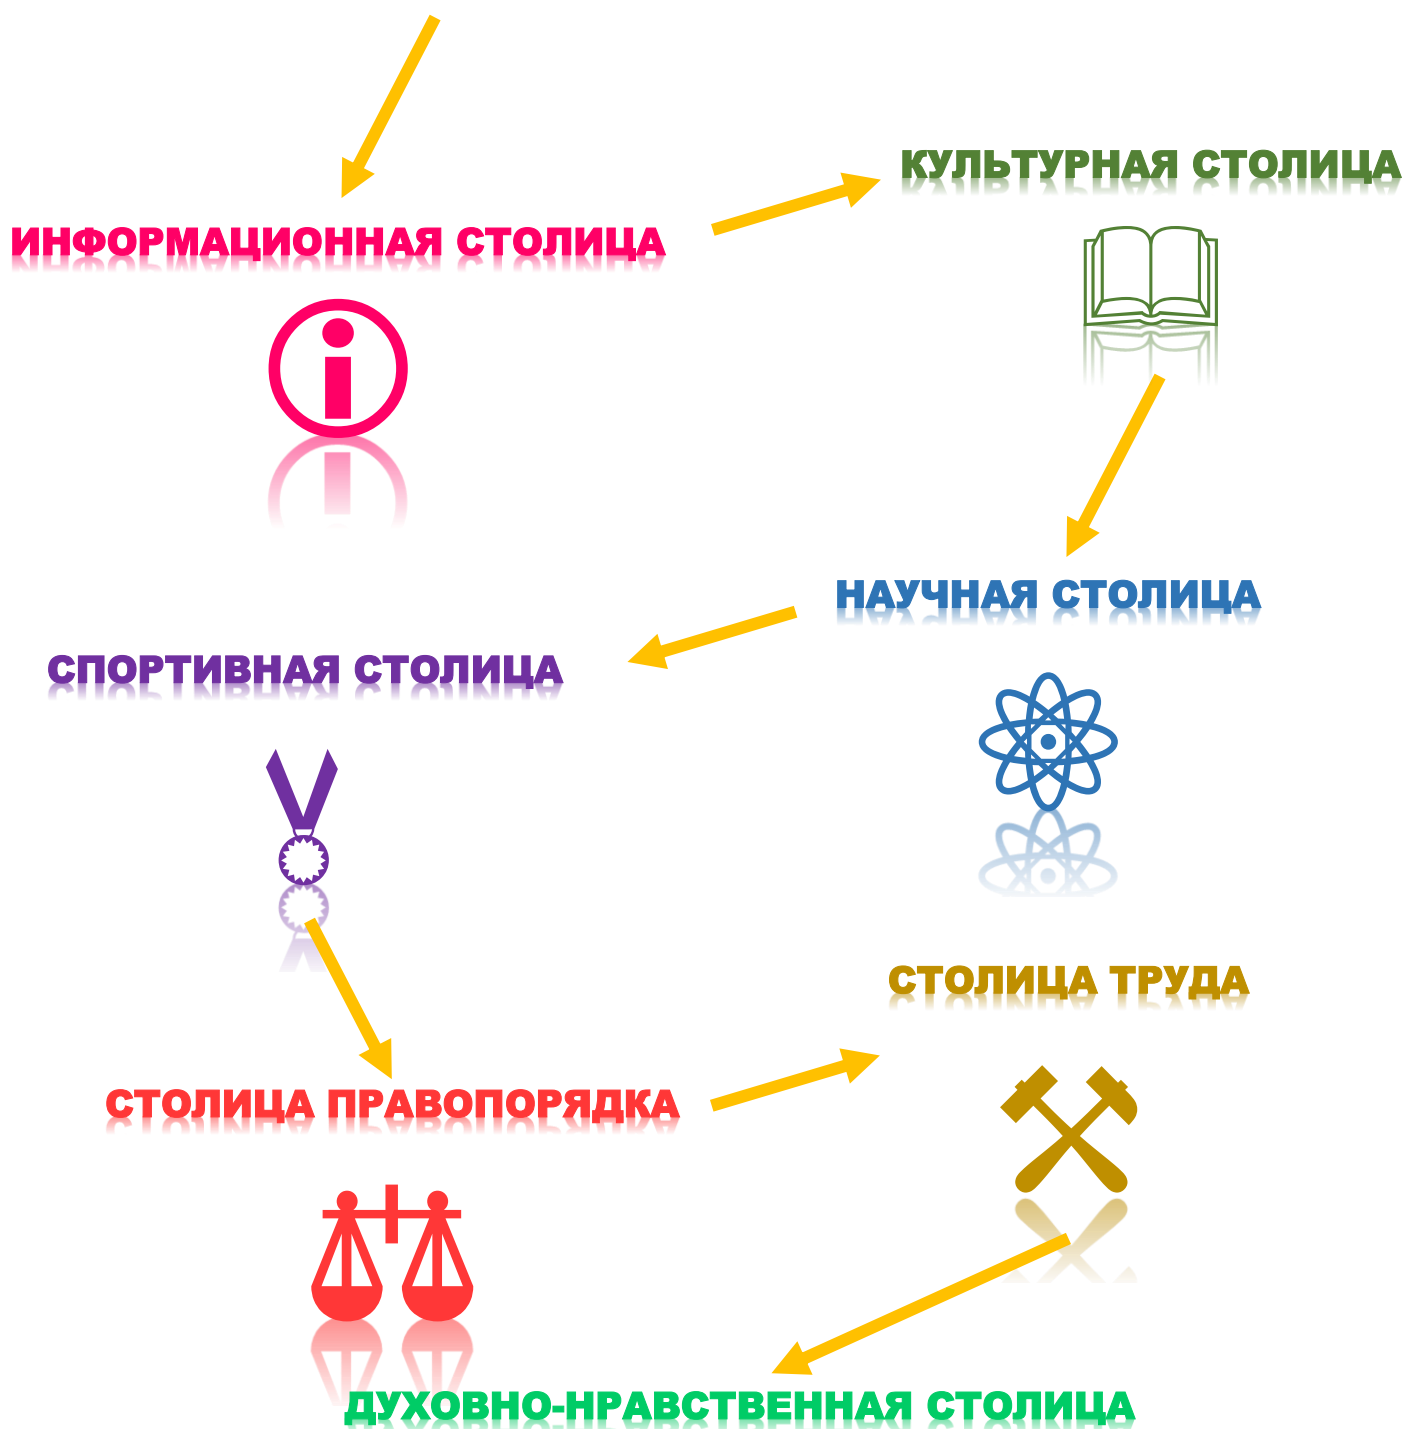 КУЛЬТУРНАЯ СТОЛИЦА
ИНФОРМАЦИОННАЯ СТОЛИЦА
НАУЧНАЯ СТОЛИЦА
СПОРТИВНАЯ СТОЛИЦА
СТОЛИЦА ТРУДА
СТОЛИЦА ПРАВОПОРЯДКА
ДУХОВНО-НРАВСТВЕННАЯ СТОЛИЦА